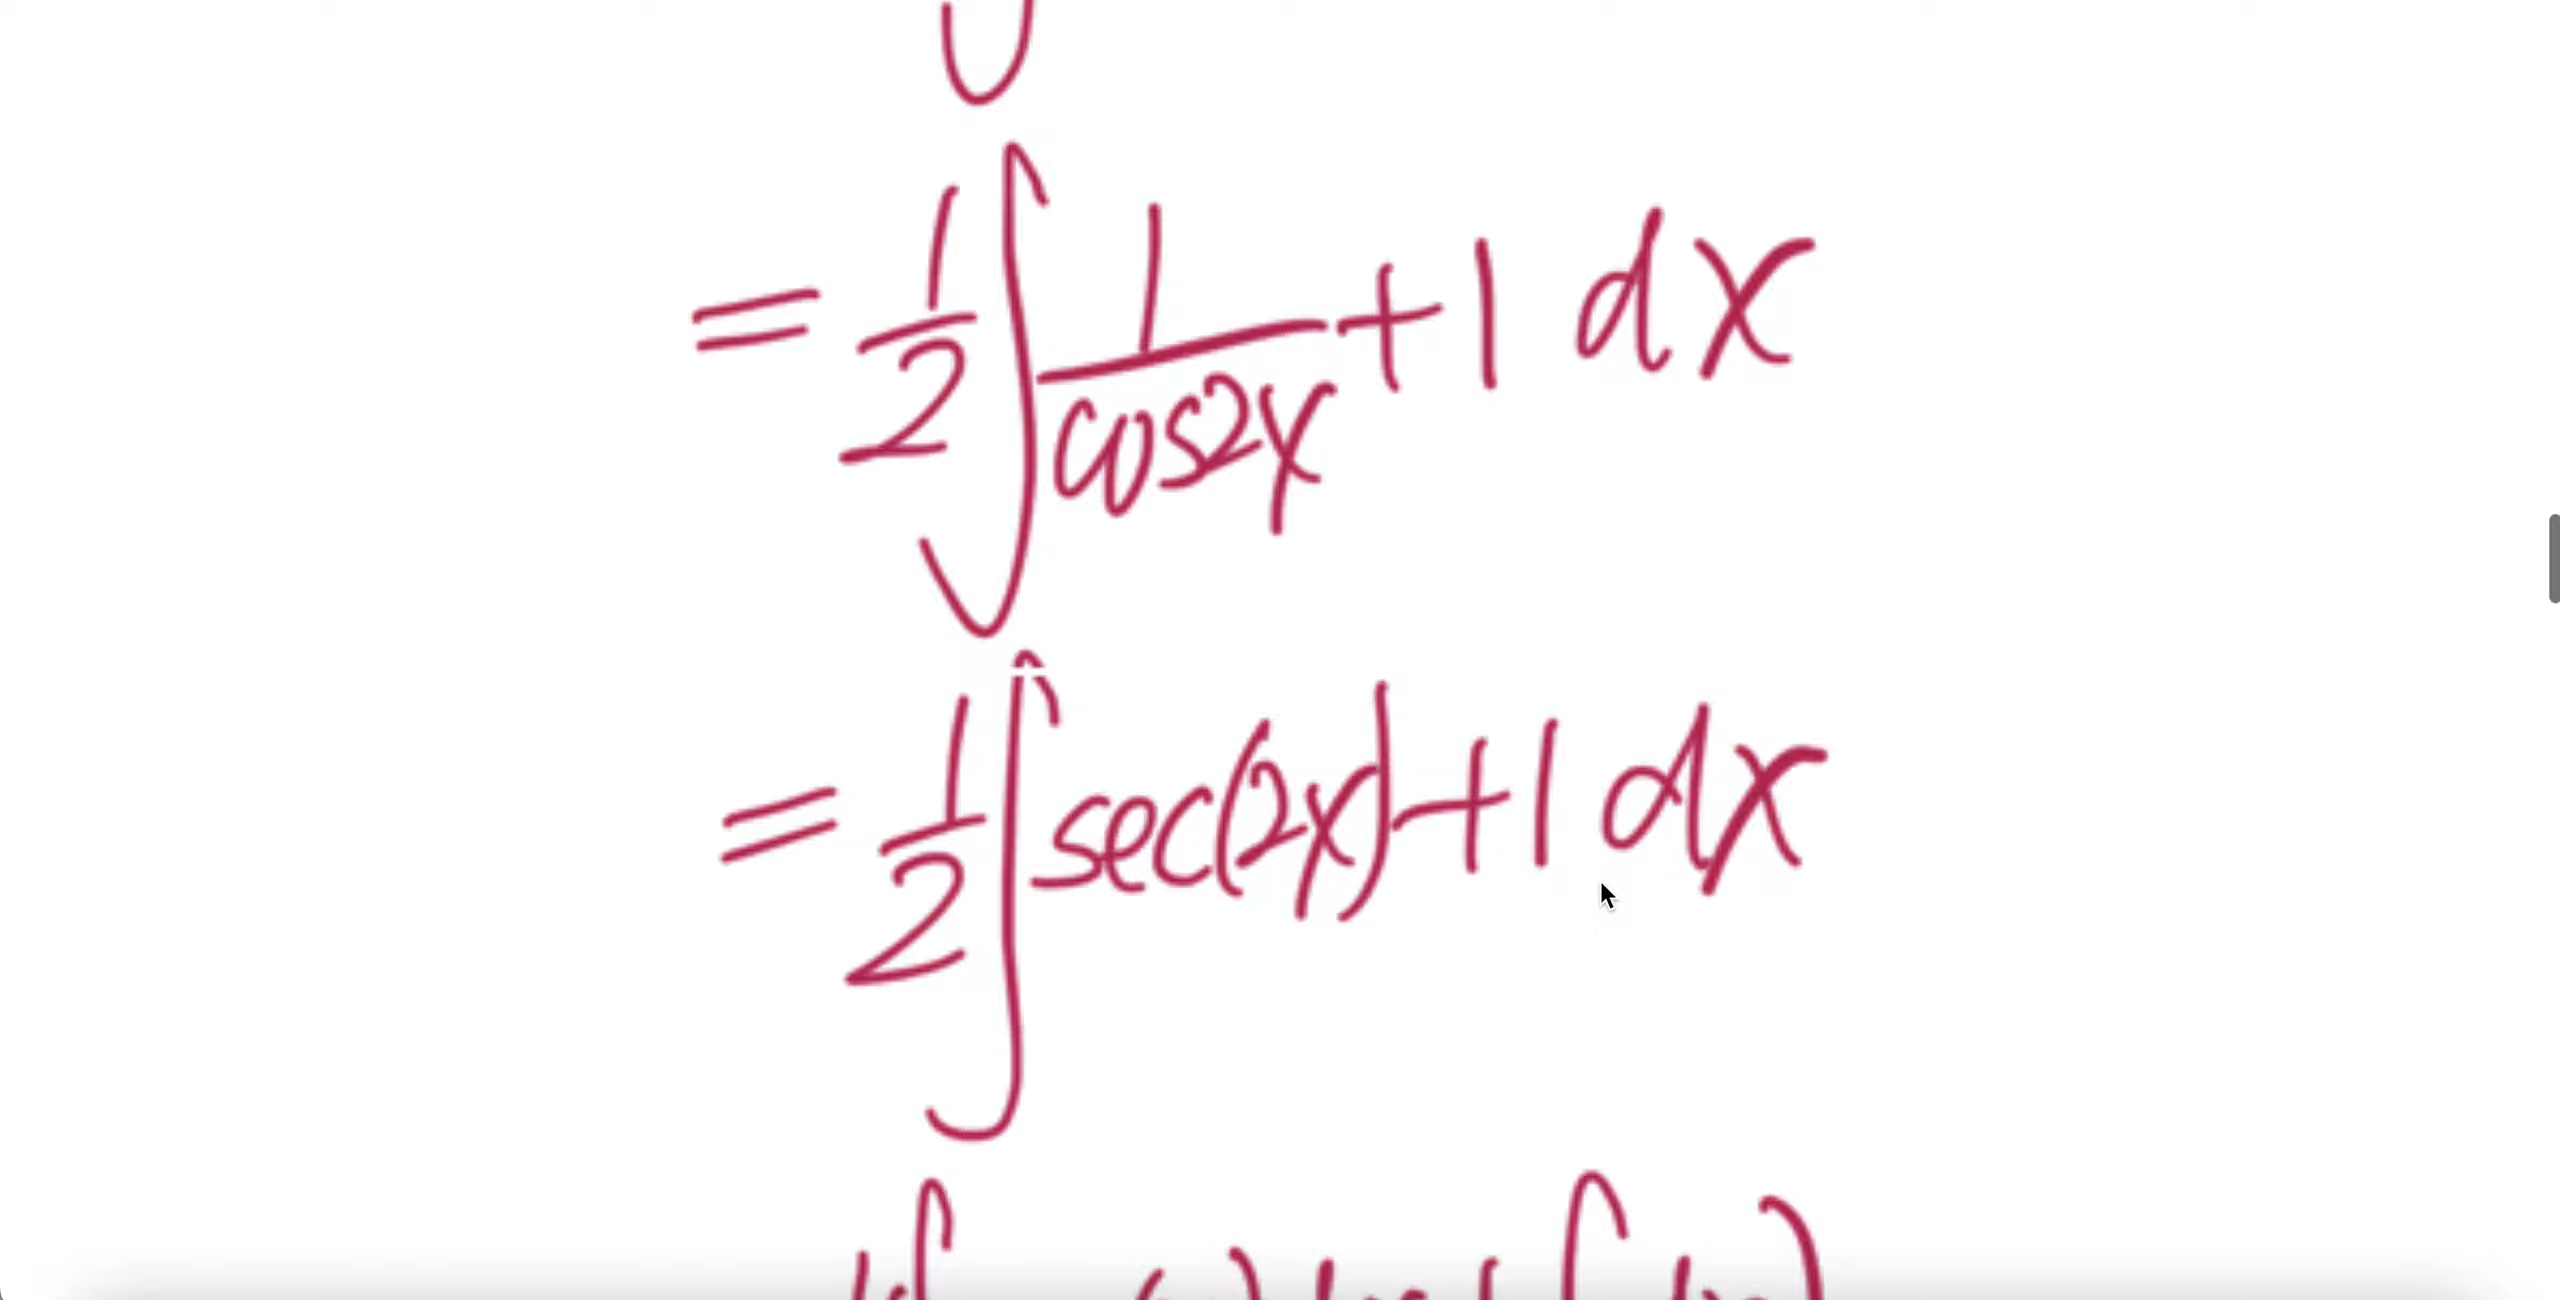 = 1/2 ∫ 1/cos2x + 1 dx
= 1/2 ∫ sec(2x) + 1 dx